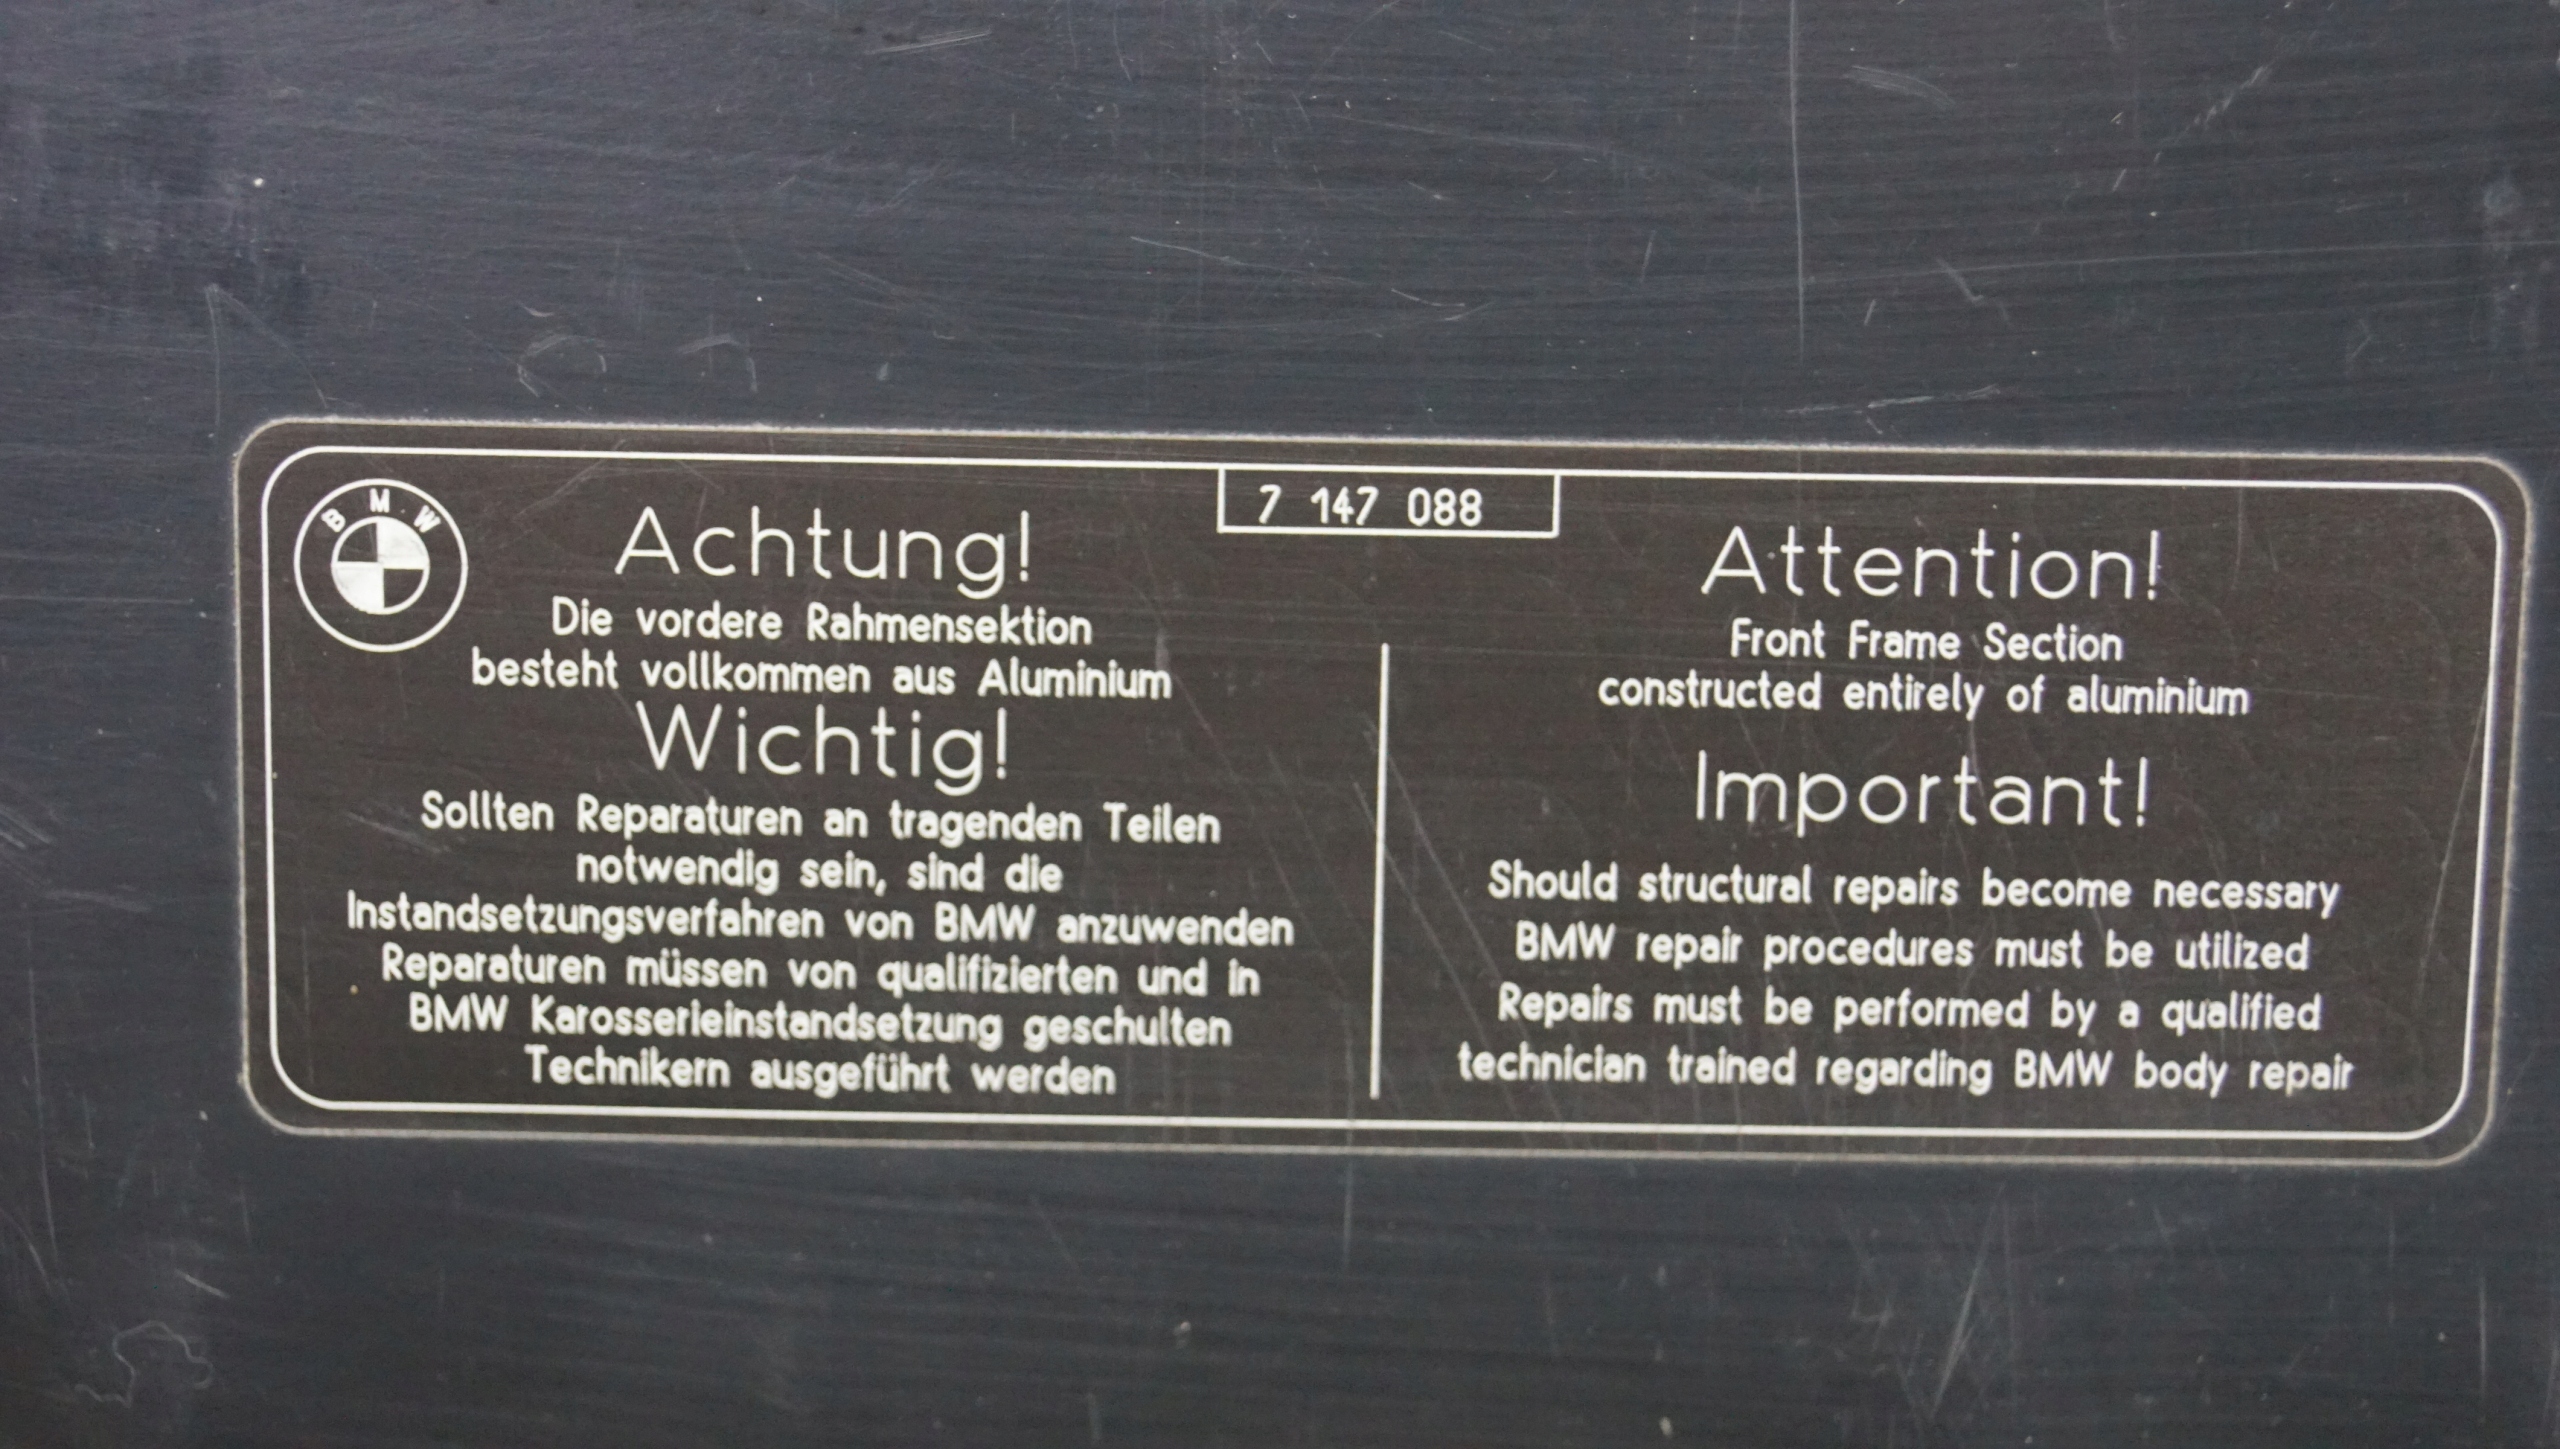 BMW
7 147 088
Achtung!
Die vordere Rahmensektion
besteht vollkommen aus Aluminium
Wichtig!
Sollten Reparaturen an tragenden Teilen
notwendig sein, sind die
Instandsetzungsverfahren von BMW anzuwenden
Reparaturen müssen von qualifizierten und in
BMW Karosserieinstandsetzung geschulten
Technikern ausgeführt werden
Attention!
Front Frame Section
constructed entirely of aluminium
Important!
Should structural repairs become necessary
BMW repair procedures must be utilized
Repairs must be performed by a qualified
technician trained regarding BMW body repair